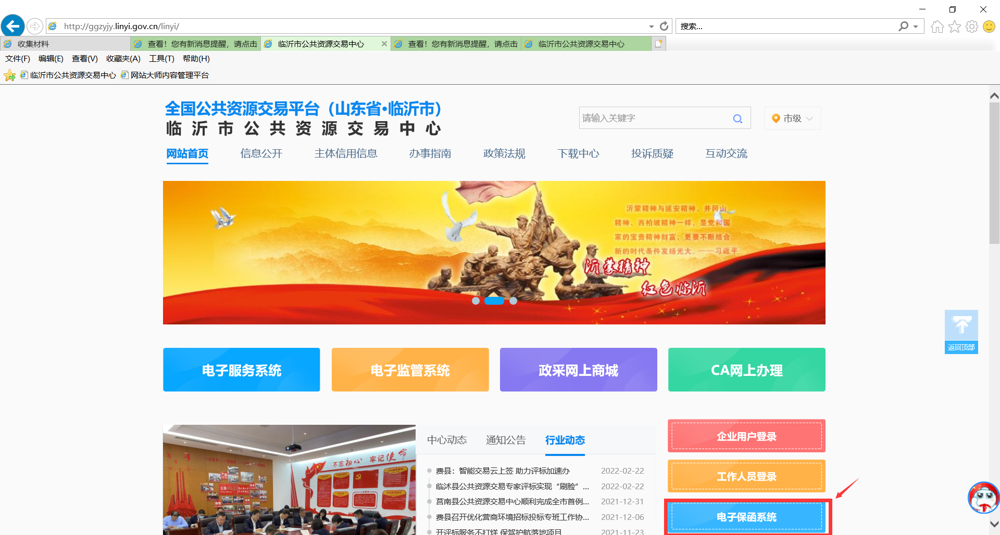 http://ggzyjy.linyi.gov.cn/linyi/
搜索...
收集材料
查看！您有新消息提醒，请点击
临沂市公共资源交易中心
查看！您有新消息提醒，请点击
临沂市公共资源交易中心
文件(F) 编辑(E) 查看(V) 收藏夹(A) 工具(T) 帮助(H)
临沂市公共资源交易中心 网站大师内容管理平台
全国公共资源交易平台（山东省·临沂市）
临沂市公共资源交易中心
请输入关键字
市级
网站首页 信息公开 主体信用信息 办事指南 政策法规 下载中心 投诉质疑 互动交流
沂蒙精神与延安精神、井冈山
精神、西柏坡精神一样，是党和国
家的宝贵精神财富，更要不断结合
新的时代条件发扬光大。——习近平
沂蒙精神
红色临沂
返回顶部
电子服务系统 电子监管系统 政采网上商城 CA网上办理
不忘初心 牢记使命
中心动态 通知公告 行业动态
费县：智能交易云上签 助力评标加速办 2022-02-22
临沭县公共资源交易专家评标实现“刷脸”... 2022-02-22
莒南县公共资源交易中心顺利完成全市首例... 2021-12-31
费县召开优化营商环境招标投标专班工作协... 2021-12-06
开评标服务不打烊 保驾护航落地项目 2021-11-23
企业用户登录
工作人员登录
电子保函系统